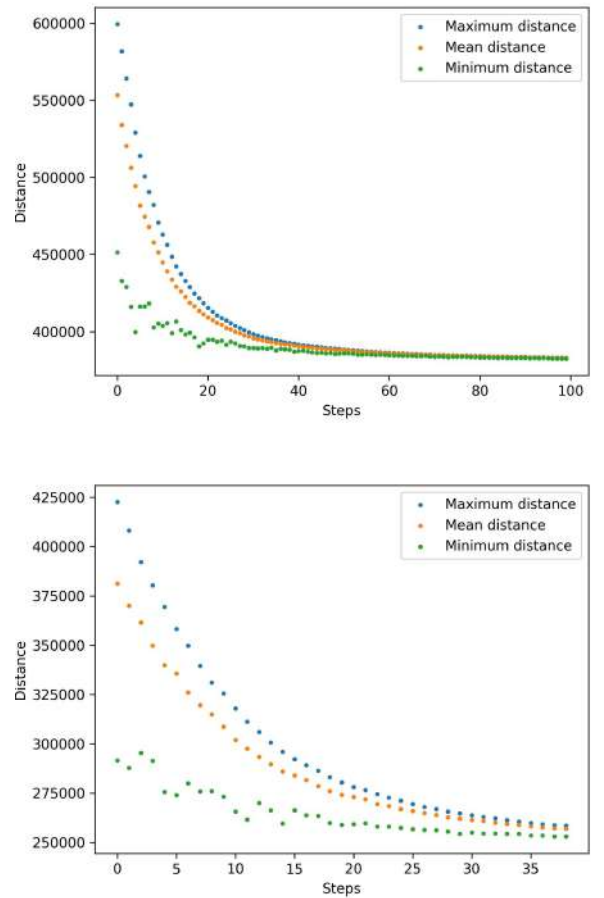 600000
550000
500000
450000
400000
Distance
0 20 40 60 80 100
Steps
Maximum distance
Mean distance
Minimum distance
425000
400000
375000
350000
325000
300000
275000
250000
Distance
0 5 10 15 20 25 30 35
Steps
Maximum distance
Mean distance
Minimum distance